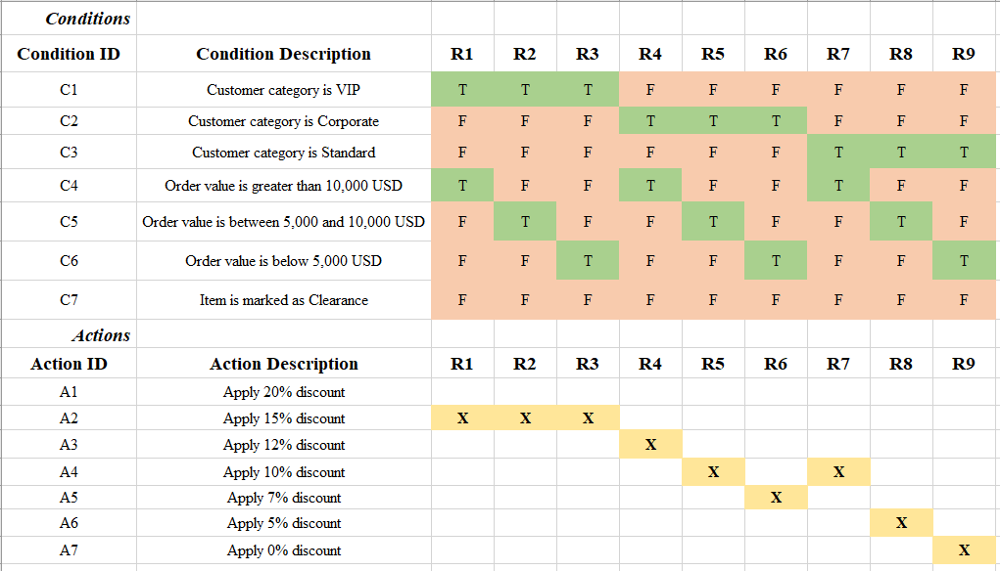 Conditions
Condition ID Condition Description R1 R2 R3 R4 R5 R6 R7 R8 R9
C1 Customer category is VIP T T T F F F F F F
C2 Customer category is Corporate F F F T T T F F F
C3 Customer category is Standard F F F F F F T T T
C4 Order value is greater than 10,000 USD T F F T F F T F F
C5 Order value is between 5,000 and 10,000 USD F T F F T F F T F
C6 Order value is below 5,000 USD F F T F F T F F T
C7 Item is marked as Clearance F F F F F F F F F
Actions
Action ID Action Description R1 R2 R3 R4 R5 R6 R7 R8 R9
A1 Apply 20% discount
A2 Apply 15% discount X X X
A3 Apply 12% discount X
A4 Apply 10% discount X X
A5 Apply 7% discount X
A6 Apply 5% discount X
A7 Apply 0% discount X